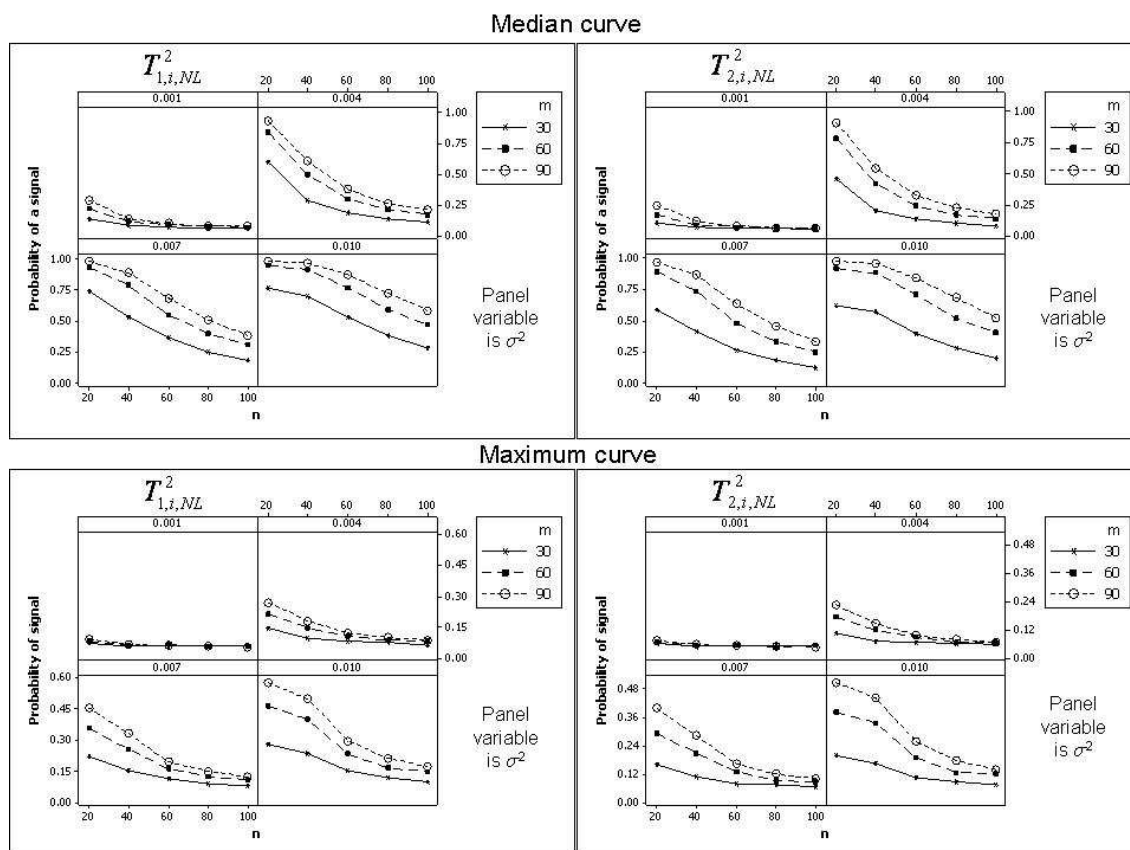 Median curve
T²1,i,NL
20 40 60 80 100
0.001 0.004
1.00
0.75
0.50
0.25
0.00
m
30
60
90
0.007 0.010
1.00
0.75
0.50
0.25
0.00
20 40 60 80 100
Probability of a signal
n
Panel
variable
is σ²
T²2,i,NL
20 40 60 80 100
0.001 0.004
1.00
0.75
0.50
0.25
0.00
m
30
60
90
0.007 0.010
1.00
0.75
0.50
0.25
0.00
20 40 60 80 100
Probability of a signal
n
Panel
variable
is σ²
Maximum curve
T²1,i,NL
20 40 60 80 100
0.001 0.004
0.60
0.45
0.30
0.15
0.00
m
30
60
90
0.007 0.010
0.60
0.45
0.30
0.15
0.00
20 40 60 80 100
Probability of signal
n
Panel
variable
is σ²
T²2,i,NL
20 40 60 80 100
0.001 0.004
0.48
0.36
0.24
0.12
0.00
m
30
60
90
0.007 0.010
0.48
0.36
0.24
0.12
0.00
20 40 60 80 100
Probability of signal
n
Panel
variable
is σ²